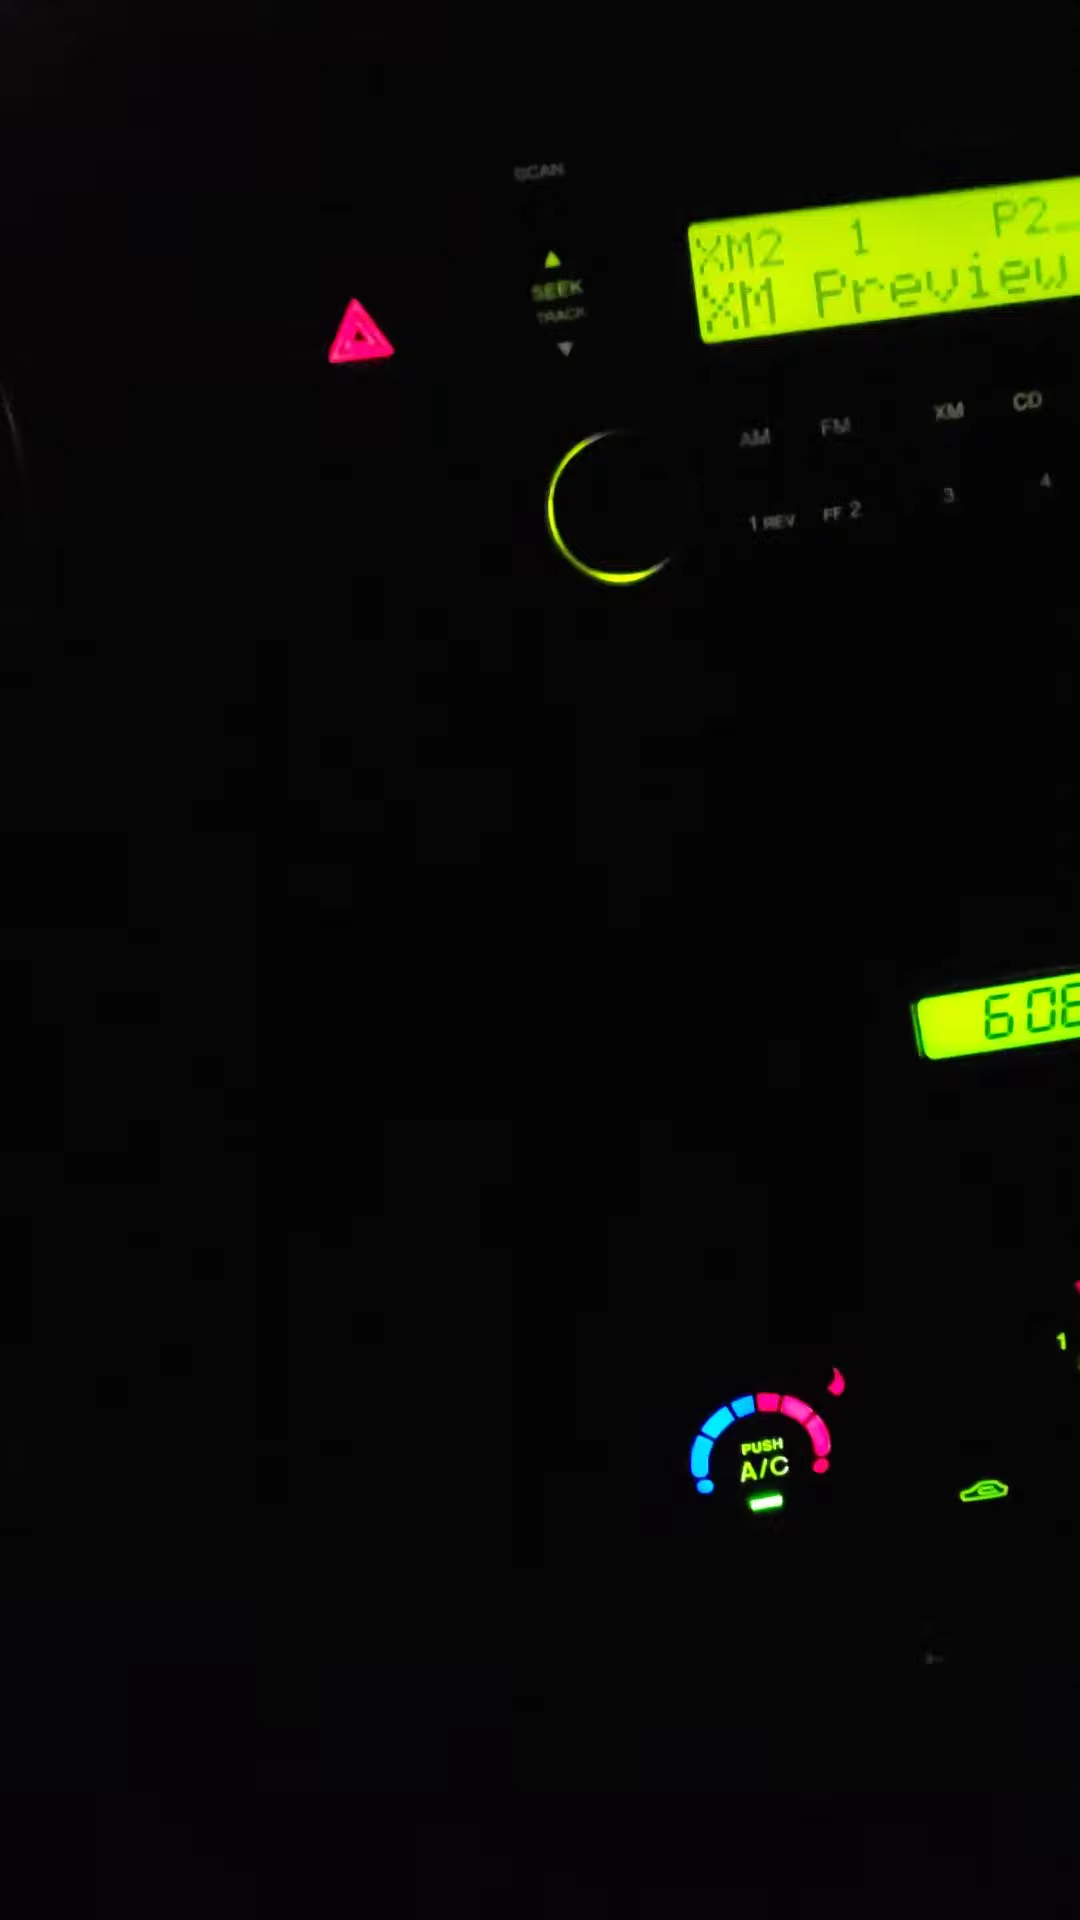 SCAN
SEEK
TRACK
XM2 1 P2
XM Preview
AM FM XM CD
1 REV FF 2 3 4
608
1
PUSH
A/C